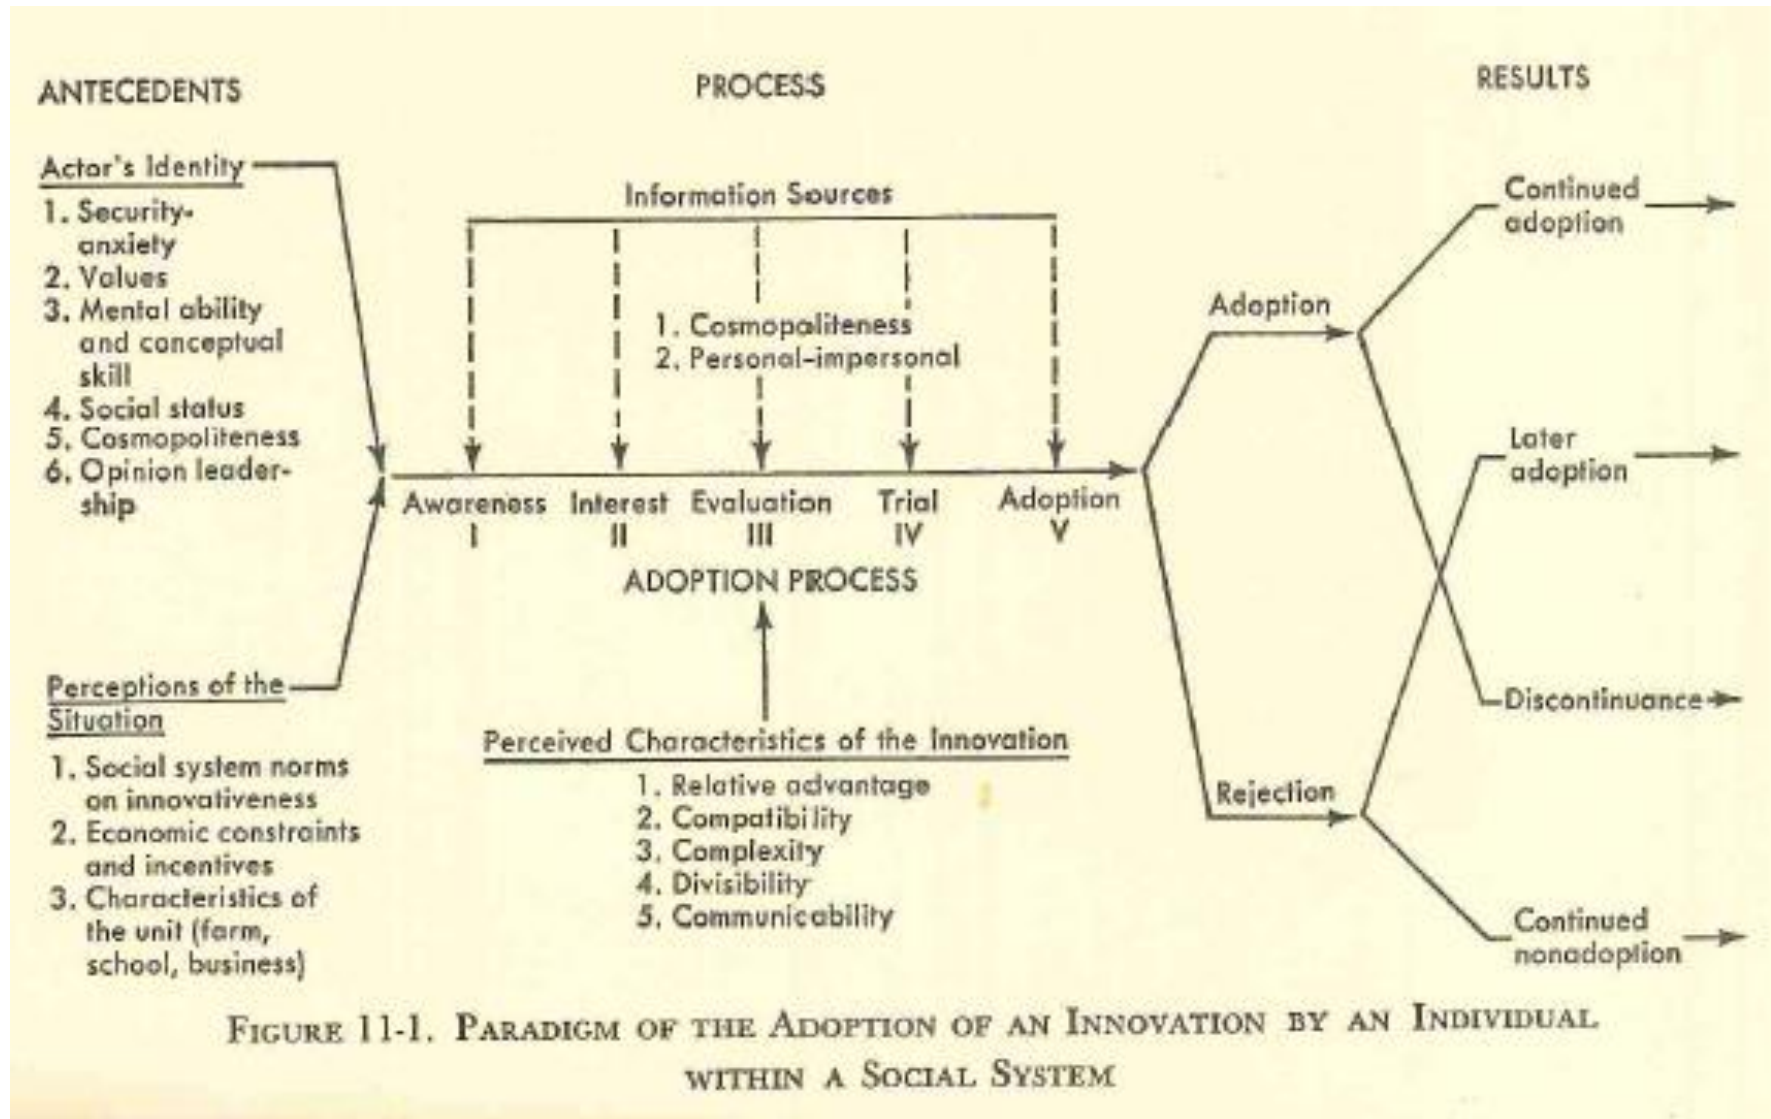 ANTECEDENTS
PROCESS
RESULTS
Actor's Identity
1. Security-
anxiety
2. Values
3. Mental ability
and conceptual
skill
4. Social status
5. Cosmopoliteness
6. Opinion leader-
ship
Perceptions of the
Situation
1. Social system norms
on innovativeness
2. Economic constraints
and incentives
3. Characteristics of
the unit (farm,
school, business)
Information Sources
1. Cosmopoliteness
2. Personal-impersonal
Awareness Interest Evaluation Trial Adoption
I II III IV V
ADOPTION PROCESS
Perceived Characteristics of the Innovation
1. Relative advantage
2. Compatibility
3. Complexity
4. Divisibility
5. Communicability
Adoption
Rejection
Continued
adoption
Later
adoption
Discontinuance
Continued
nonadoption
FIGURE 11-1. PARADIGM OF THE ADOPTION OF AN INNOVATION BY AN INDIVIDUAL
WITHIN A SOCIAL SYSTEM